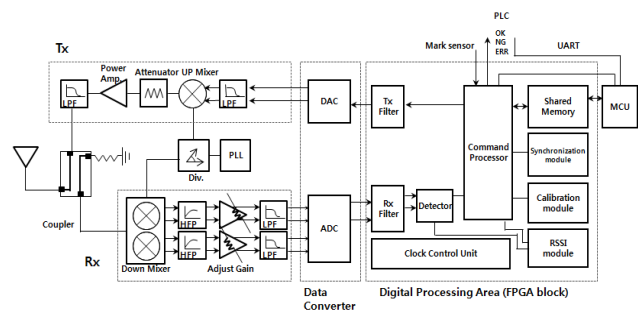 PLC
OK
NG
ERR
Mark sensor
UART
Tx
Power
Amp.
Attenuator
UP Mixer
LPF
LPF
DAC
Tx
Filter
Command
Processor
Shared
Memory
MCU
Synchronization
module
Div.
PLL
Coupler
Rx
Down Mixer
HFP
HFP
Adjust Gain
LPF
LPF
ADC
Rx
Filter
Detector
Calibration
module
RSSI
module
Clock Control Unit
Data
Converter
Digital Processing Area (FPGA block)